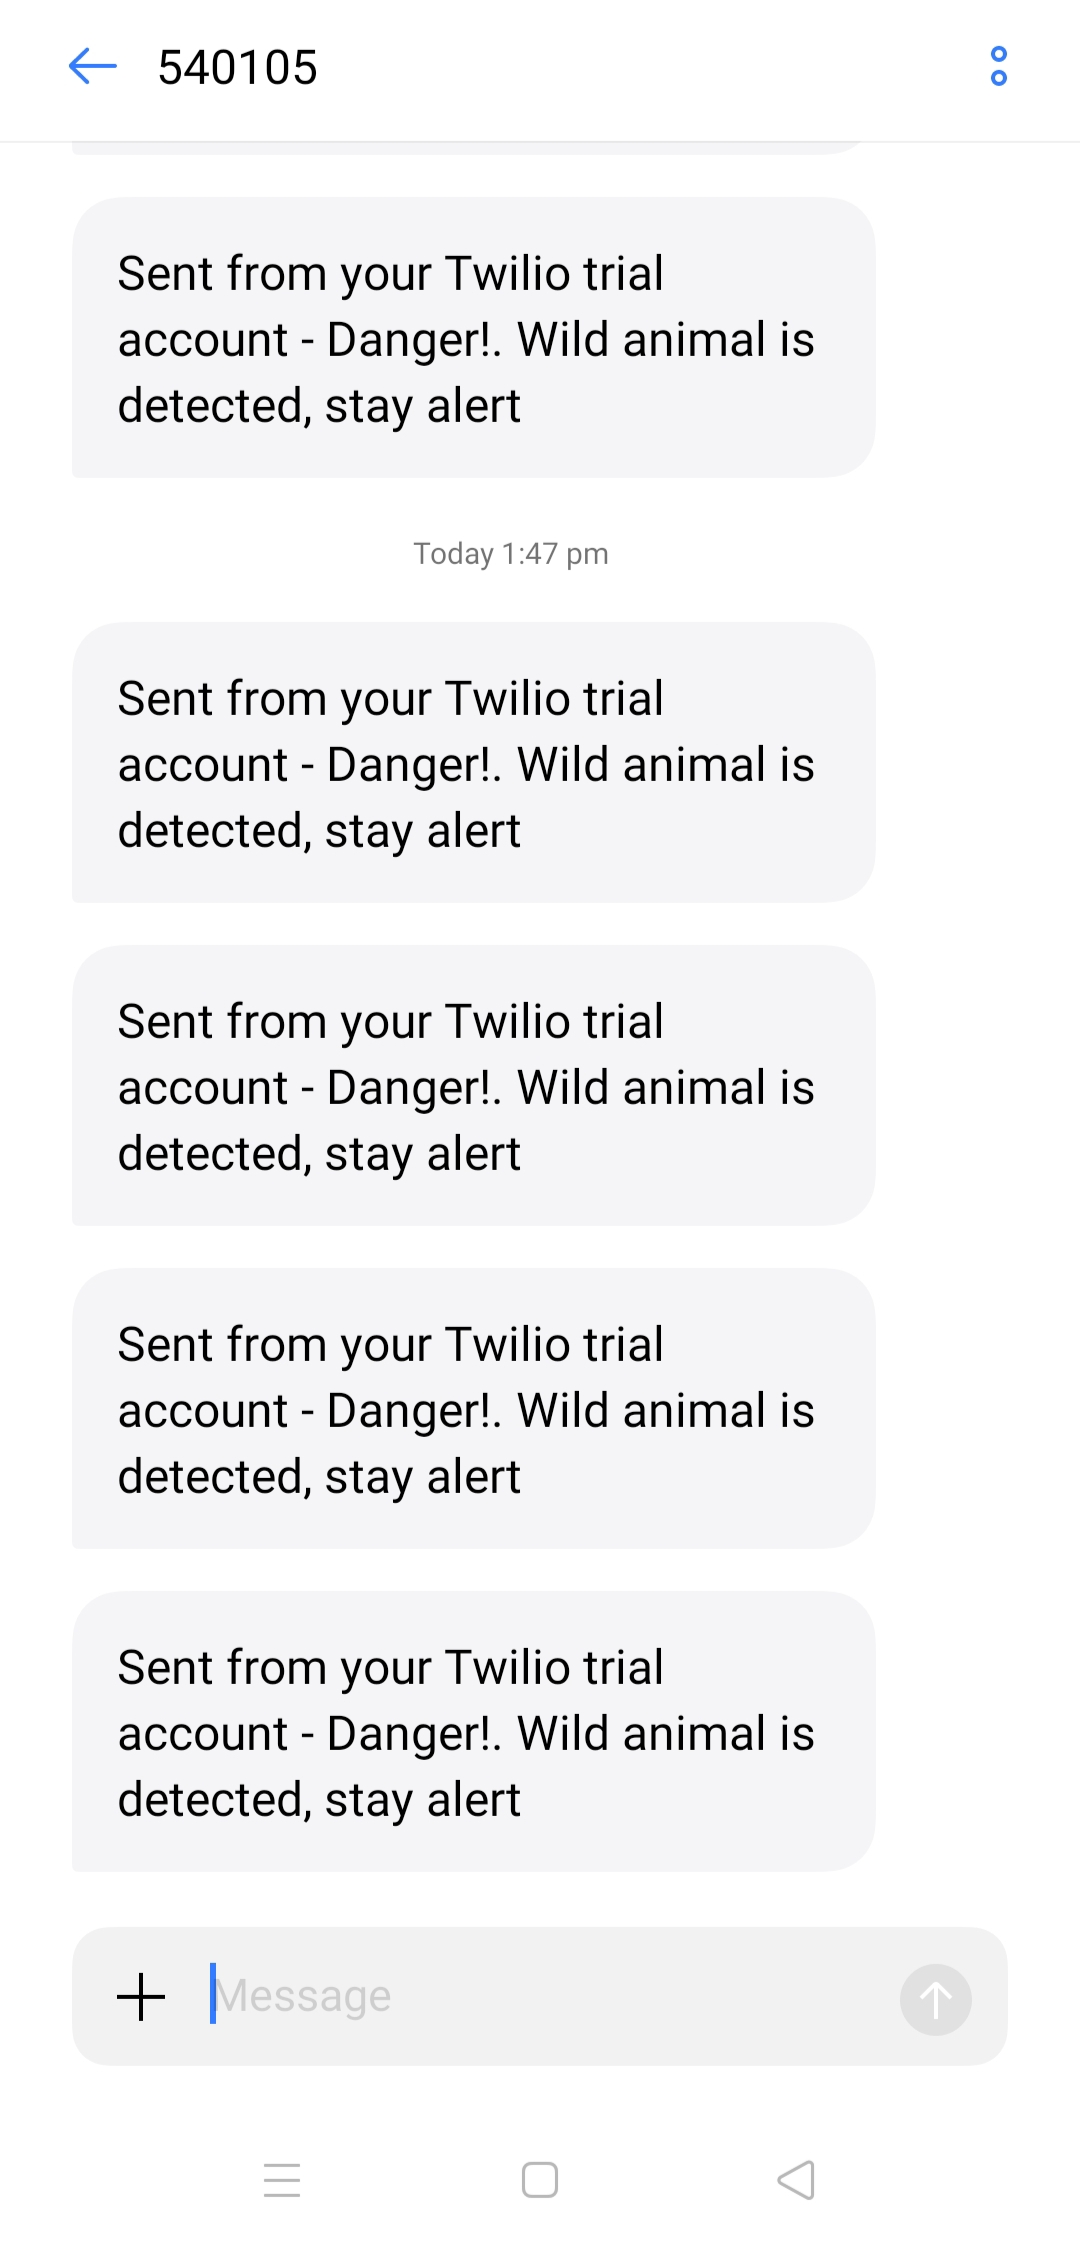 540105
Sent from your Twilio trial
account - Danger!. Wild animal is
detected, stay alert
Today 1:47 pm
Sent from your Twilio trial
account - Danger!. Wild animal is
detected, stay alert
Sent from your Twilio trial
account - Danger!. Wild animal is
detected, stay alert
Sent from your Twilio trial
account - Danger!. Wild animal is
detected, stay alert
Sent from your Twilio trial
account - Danger!. Wild animal is
detected, stay alert
Message